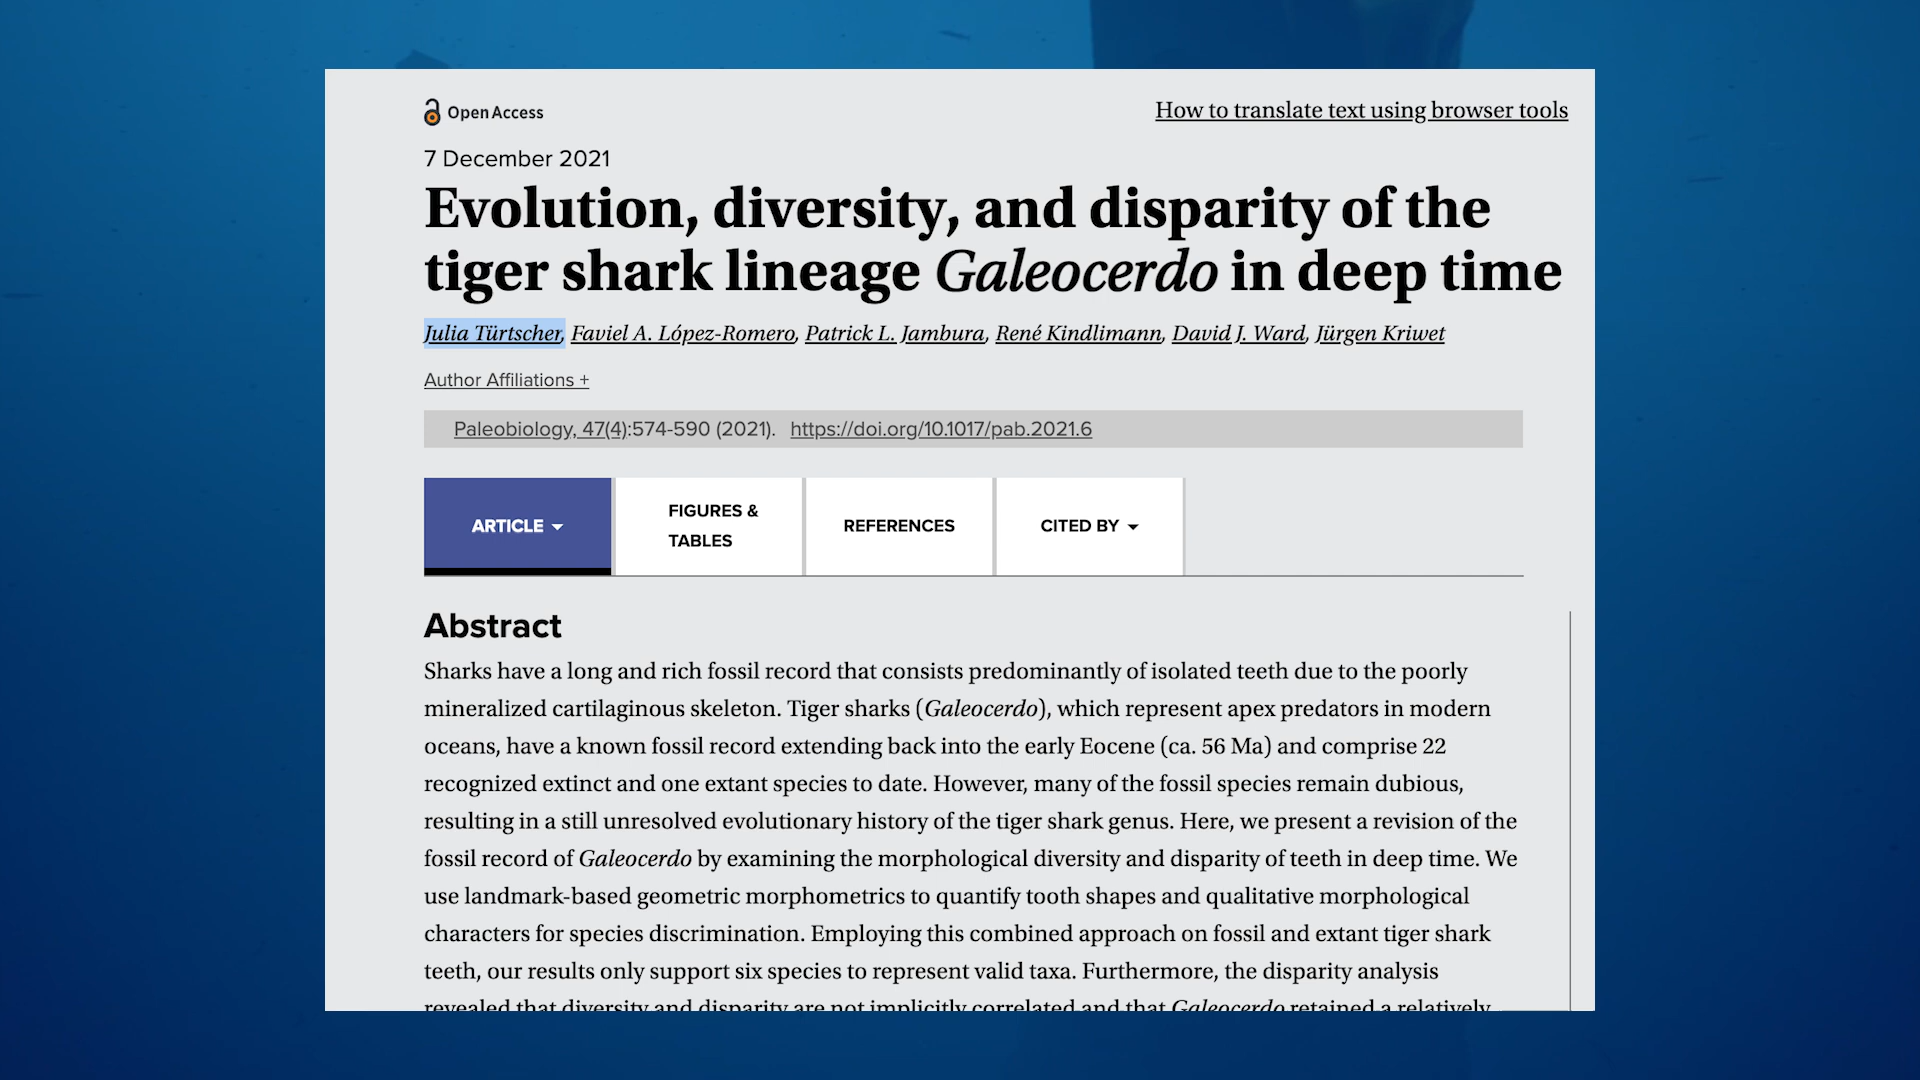 Open Access
How to translate text using browser tools
7 December 2021
Evolution, diversity, and disparity of the
tiger shark lineage Galeocerdo in deep time
Julia Türtscher, Faviel A. López-Romero, Patrick L. Jambura, René Kindlimann, David J. Ward, Jürgen Kriwet
Author Affiliations +
Paleobiology, 47(4):574-590 (2021). https://doi.org/10.1017/pab.2021.6
ARTICLE
FIGURES &
TABLES
REFERENCES
CITED BY
Abstract
Sharks have a long and rich fossil record that consists predominantly of isolated teeth due to the poorly
mineralized cartilaginous skeleton. Tiger sharks (Galeocerdo), which represent apex predators in modern
oceans, have a known fossil record extending back into the early Eocene (ca. 56 Ma) and comprise 22
recognized extinct and one extant species to date. However, many of the fossil species remain dubious,
resulting in a still unresolved evolutionary history of the tiger shark genus. Here, we present a revision of the
fossil record of Galeocerdo by examining the morphological diversity and disparity of teeth in deep time. We
use landmark-based geometric morphometrics to quantify tooth shapes and qualitative morphological
characters for species discrimination. Employing this combined approach on fossil and extant tiger shark
teeth, our results only support six species to represent valid taxa. Furthermore, the disparity analysis
revealed that diversity and disparity are not implicitly correlated and that Galeocerdo retained a relatively